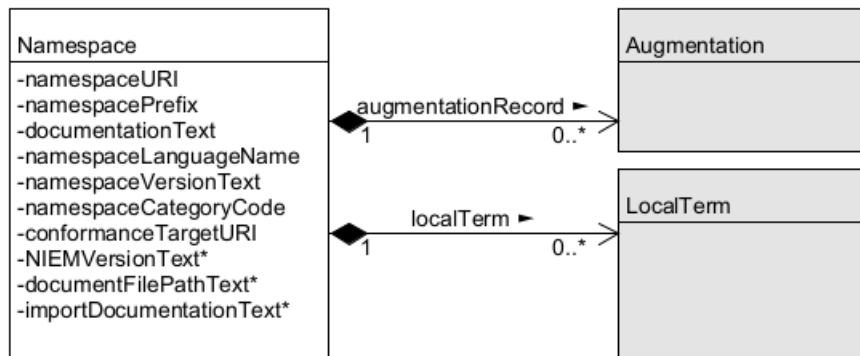 Namespace
-namespaceURI
-namespacePrefix
-documentationText
-namespaceLanguageName
-namespaceVersionText
-namespaceCategoryCode
-conformanceTargetURI
-NIEMVersionText*
-documentFilePathText*
-importDocumentationText*
augmentationRecord ►
1
0..*
Augmentation
localTerm ►
1
0..*
LocalTerm